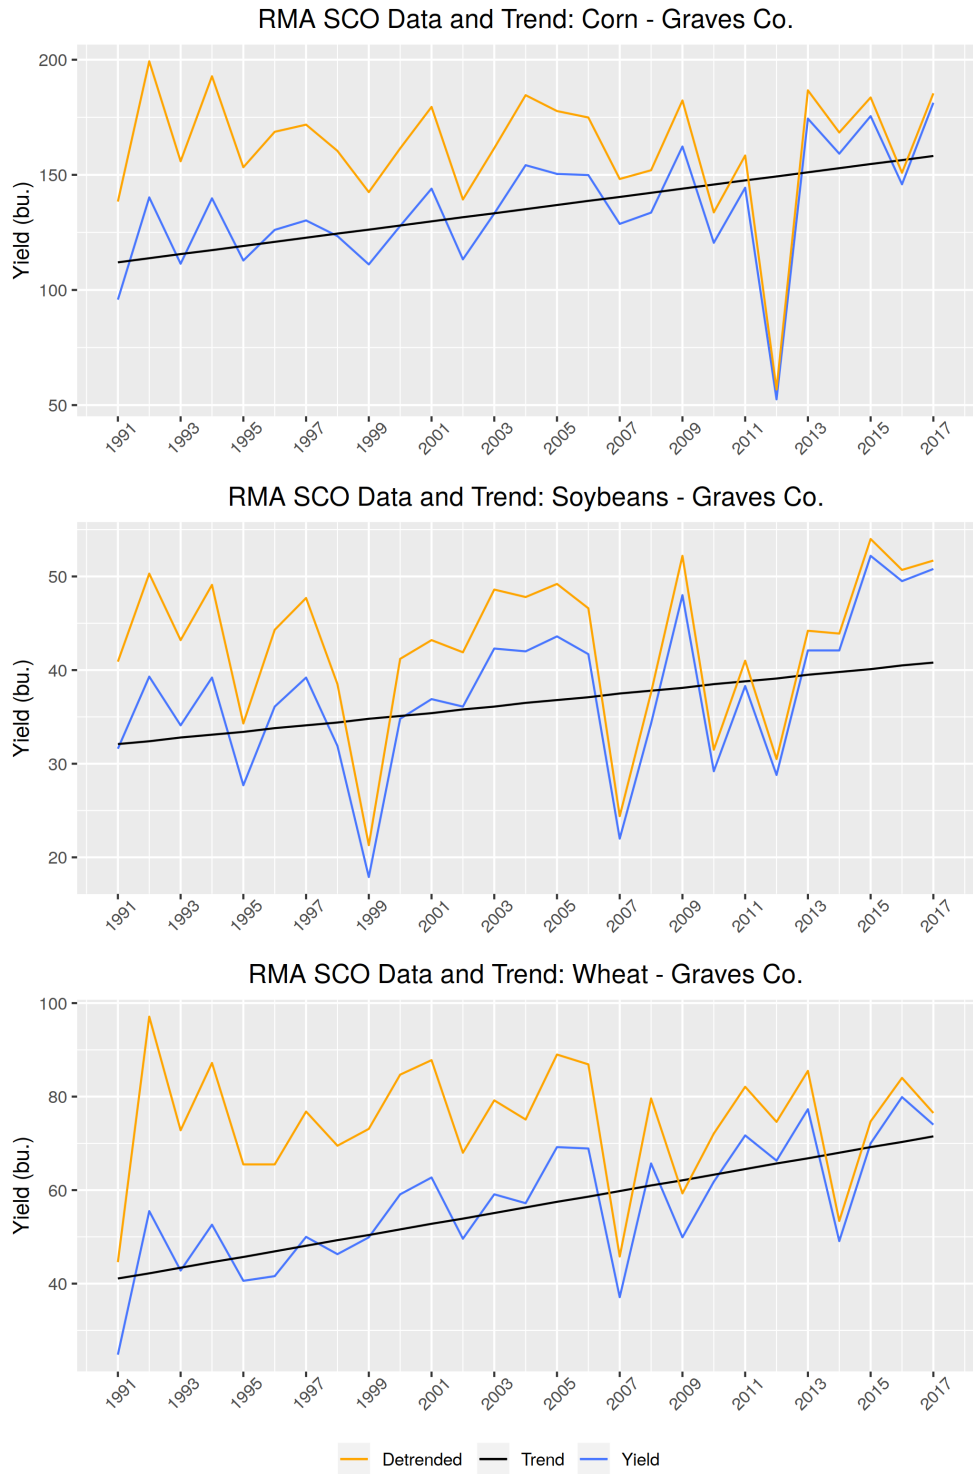 RMA SCO Data and Trend: Corn - Graves Co.
Yield (bu.)
200
150
100
50
1991 1993 1995 1997 1999 2001 2003 2005 2007 2009 2011 2013 2015 2017
RMA SCO Data and Trend: Soybeans - Graves Co.
Yield (bu.)
50
40
30
20
1991 1993 1995 1997 1999 2001 2003 2005 2007 2009 2011 2013 2015 2017
RMA SCO Data and Trend: Wheat - Graves Co.
Yield (bu.)
100
80
60
40
1991 1993 1995 1997 1999 2001 2003 2005 2007 2009 2011 2013 2015 2017
Detrended Trend Yield